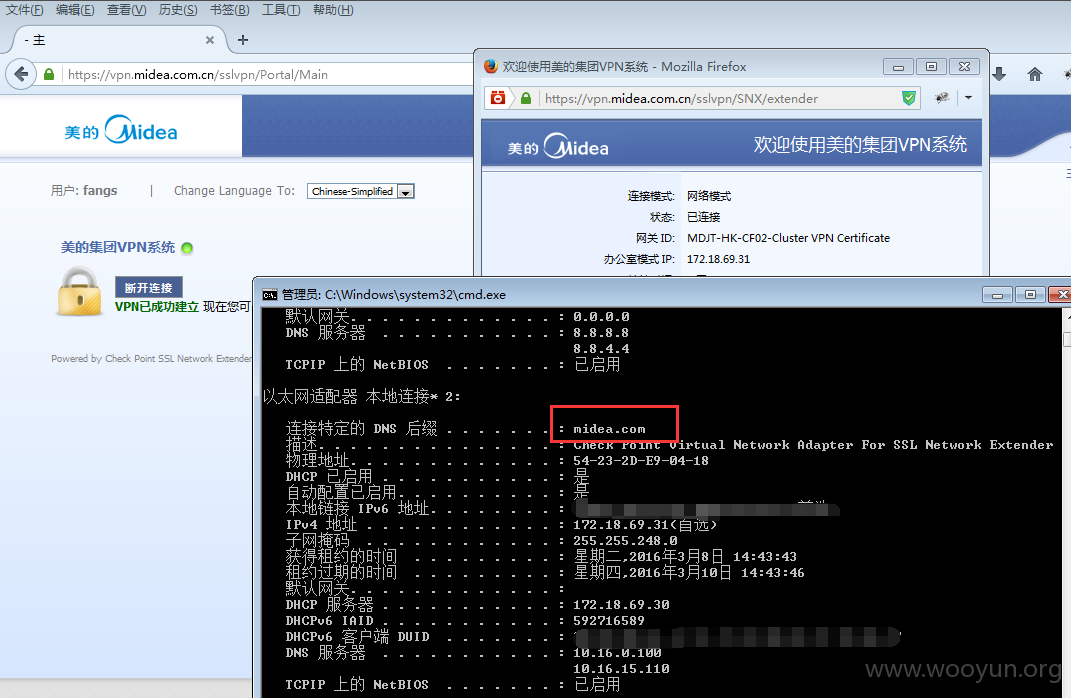 文件(F) 编辑(E) 查看(V) 历史(S) 书签(B) 工具(T) 帮助(H)
- 主
https://vpn.midea.com.cn/sslvpn/Portal/Main
美的 Midea
用户: fangs | Change Language To: Chinese-Simplified
美的集团VPN系统
断开连接
VPN已成功建立 现在您可
Powered by Check Point SSL Network Extender
欢迎使用美的集团VPN系统 - Mozilla Firefox
https://vpn.midea.com.cn/sslvpn/SNX/extender
美的 Midea 欢迎使用美的集团VPN系统
连接模式: 网络模式
状态: 已连接
网关 ID: MDJT-HK-CF02-Cluster VPN Certificate
办公室模式 IP: 172.18.69.31
管理员: C:\Windows\system32\cmd.exe
默认网关. . . . . . . . . . . . . : 0.0.0.0
DNS 服务器 . . . . . . . . . . . : 8.8.8.8
8.8.4.4
TCPIP 上的 NetBIOS . . . . . . . : 已启用
以太网适配器 本地连接* 2:
连接特定的 DNS 后缀 . . . . . . . : midea.com
描述. . . . . . . . . . . . . . . : Check Point Virtual Network Adapter For SSL Network Extender
物理地址. . . . . . . . . . . . . : 54-23-2D-E9-04-18
DHCP 已启用 . . . . . . . . . . . : 是
自动配置已启用. . . . . . . . . . : 是
本地链接 IPv6 地址. . . . . . . . :
IPv4 地址 . . . . . . . . . . . . : 172.18.69.31(首选)
子网掩码 . . . . . . . . . . . . : 255.255.248.0
获得租约的时间 . . . . . . . . . : 星期二,2016年3月8日 14:43:43
租约过期的时间 . . . . . . . . . : 星期四,2016年3月10日 14:43:46
默认网关. . . . . . . . . . . . . :
DHCP 服务器 . . . . . . . . . . . : 172.18.69.30
DHCPv6 IAID . . . . . . . . . . . : 592716589
DHCPv6 客户端 DUID . . . . . . . :
DNS 服务器 . . . . . . . . . . . : 10.16.0.100
10.16.15.110
TCPIP 上的 NetBIOS . . . . . . . : 已启用
www.wooyun.org